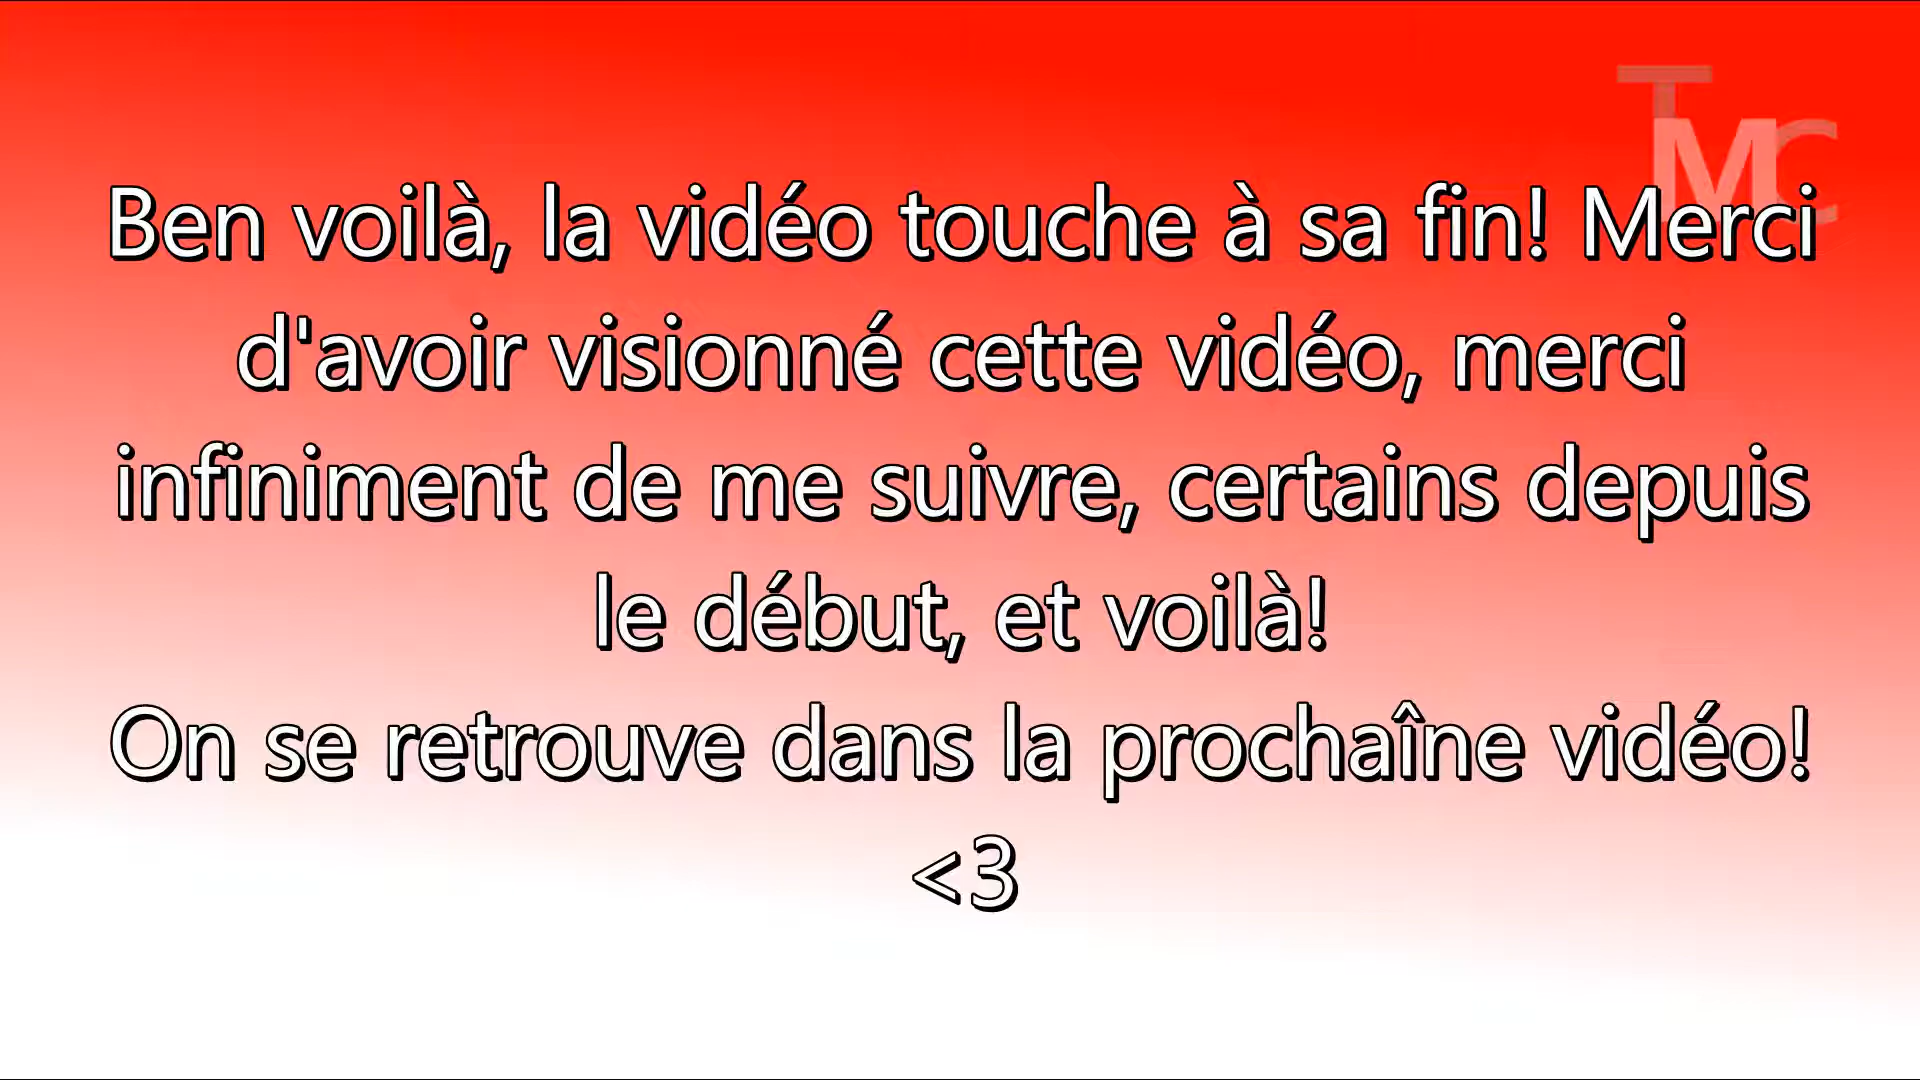 TMC
Ben voilà, la vidéo touche à sa fin! Merci
d'avoir visionné cette vidéo, merci
infiniment de me suivre, certains depuis
le début, et voilà!
On se retrouve dans la prochaîne vidéo!
<3